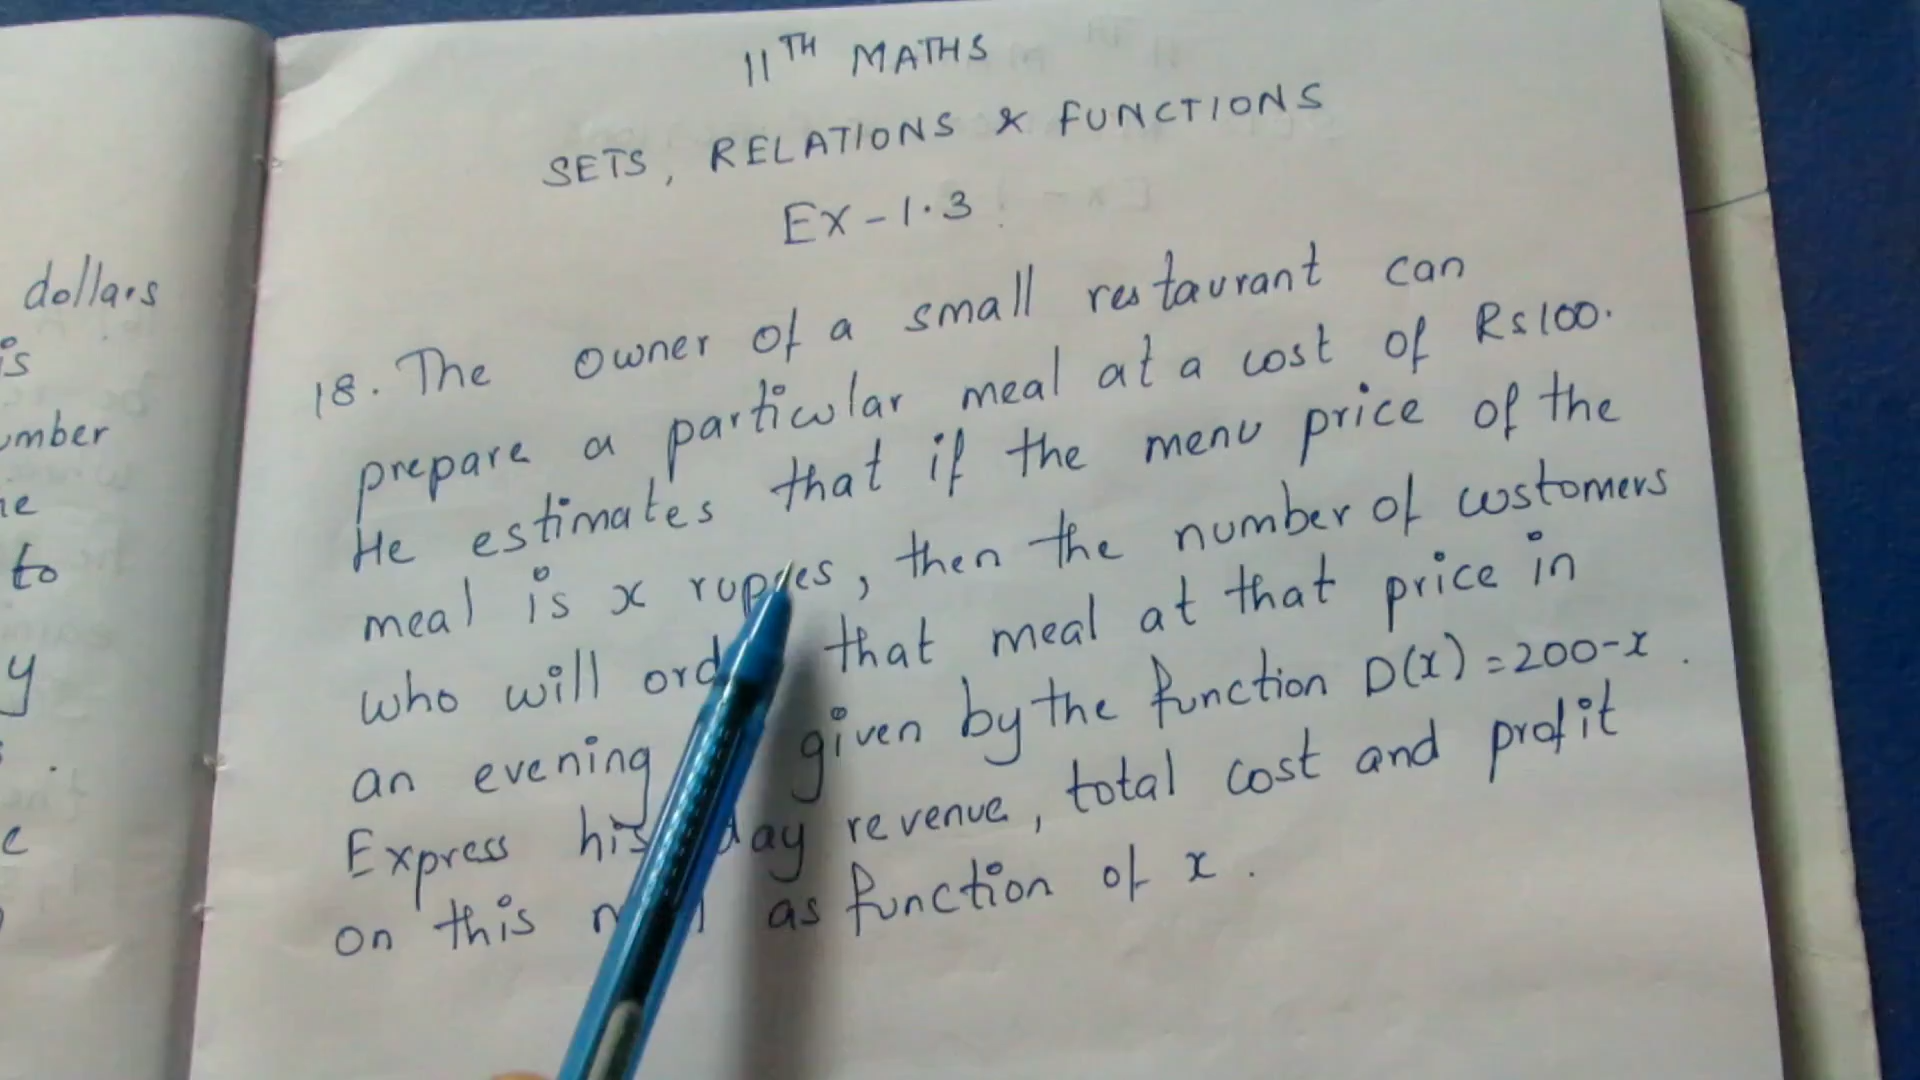 dollars
is
umber
to
y
11TH MATHS
SETS, RELATIONS & FUNCTIONS
EX-1.3
18. The owner of a small restaurant can
prepare a particular meal at a cost of Rs100.
He estimates that if the menu price of the
meal is x rupees, then the number of customers
who will that meal at that price in
an evening given by the function D(x)=200-x.
Express his day revenue, total cost and profit
on this as function of x.